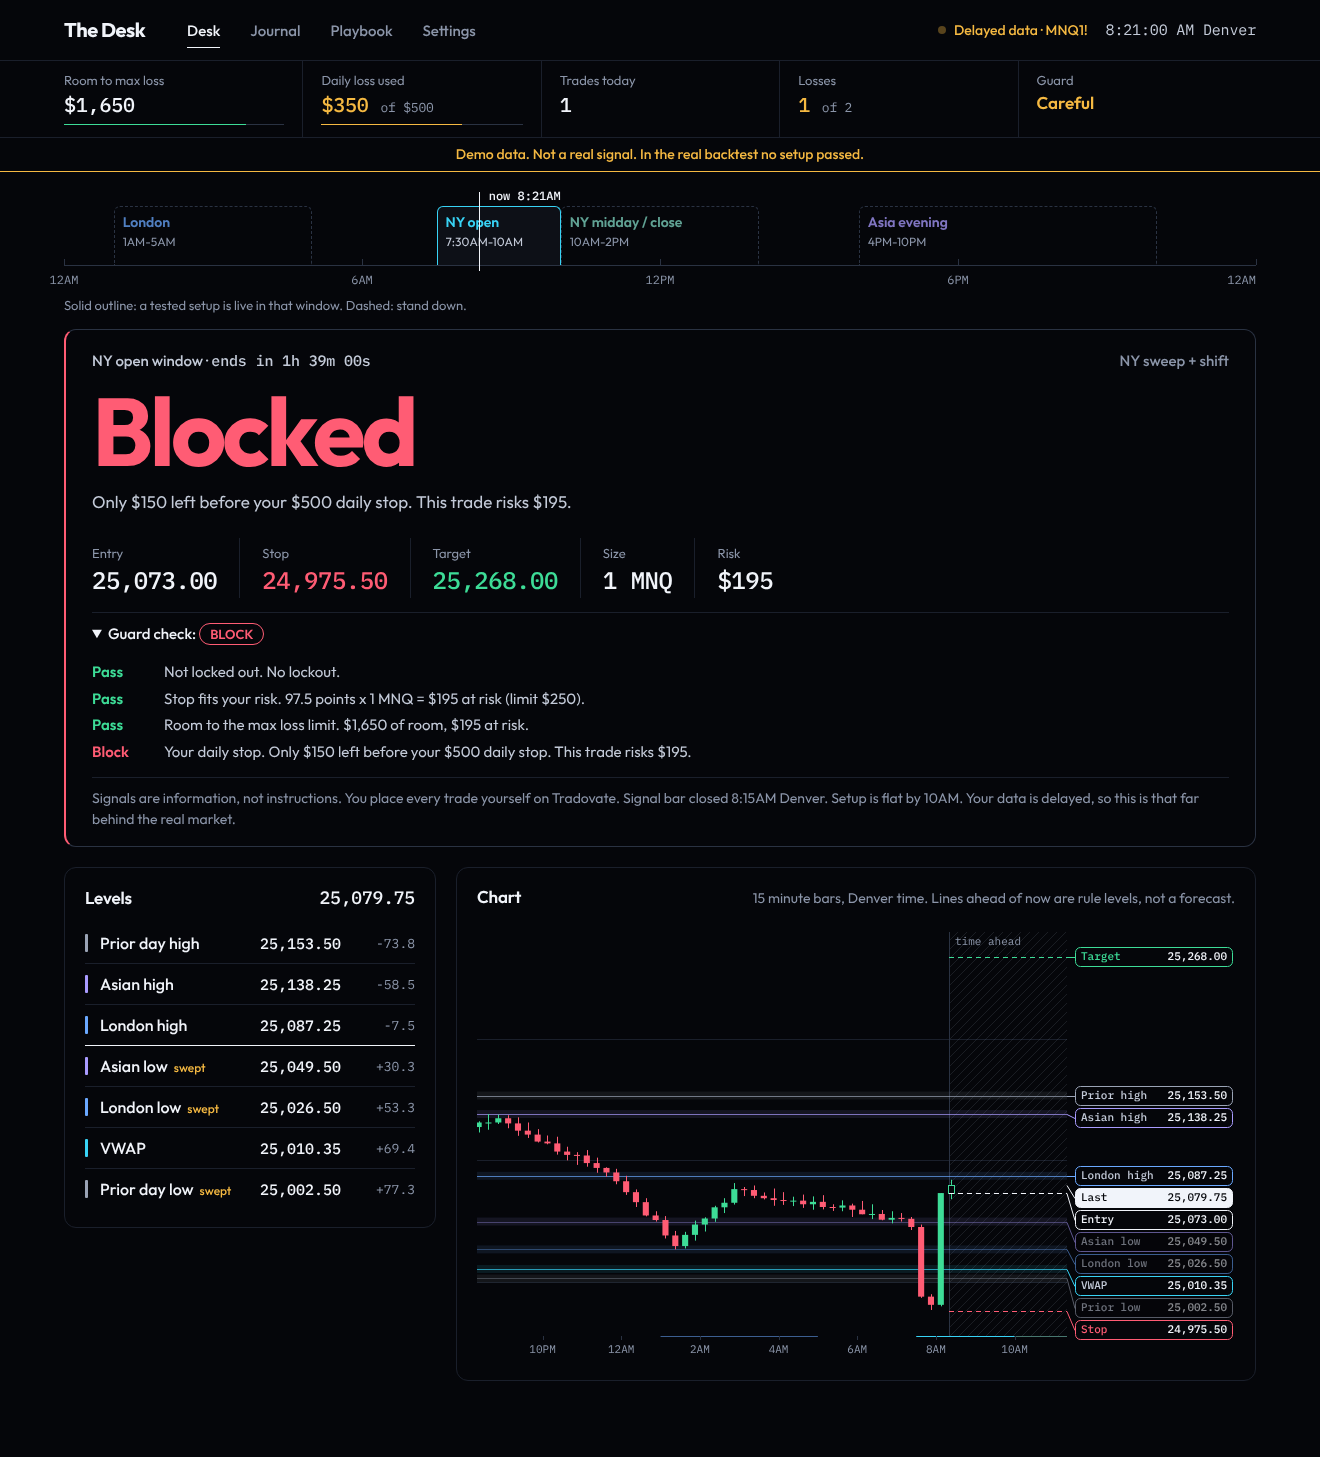 The Desk
Desk Journal Playbook Settings
Delayed data · MNQ1! 8:21:00 AM Denver
Room to max loss
$1,650
Daily loss used
$350 of $500
Trades today
1
Losses
1 of 2
Guard
Careful
Demo data. Not a real signal. In the real backtest no setup passed.
now 8:21AM
London
1AM-5AM
NY open
7:30AM-10AM
NY midday / close
10AM-2PM
Asia evening
4PM-10PM
12AM 6AM 12PM 6PM 12AM
Solid outline: a tested setup is live in that window. Dashed: stand down.
NY open window · ends in 1h 39m 00s
NY sweep + shift
Blocked
Only $150 left before your $500 daily stop. This trade risks $195.
Entry
25,073.00
Stop
24,975.50
Target
25,268.00
Size
1 MNQ
Risk
$195
▼ Guard check: BLOCK
Pass Not locked out. No lockout.
Pass Stop fits your risk. 97.5 points x 1 MNQ = $195 at risk (limit $250).
Pass Room to the max loss limit. $1,650 of room, $195 at risk.
Block Your daily stop. Only $150 left before your $500 daily stop. This trade risks $195.
Signals are information, not instructions. You place every trade yourself on Tradovate. Signal bar closed 8:15AM Denver. Setup is flat by 10AM. Your data is delayed, so this is that far
behind the real market.
Levels 25,079.75
Prior day high 25,153.50 -73.8
Asian high 25,138.25 -58.5
London high 25,087.25 -7.5
Asian low swept 25,049.50 +30.3
London low swept 25,026.50 +53.3
VWAP 25,010.35 +69.4
Prior day low swept 25,002.50 +77.3
Chart
15 minute bars, Denver time. Lines ahead of now are rule levels, not a forecast.
time ahead
Target 25,268.00
Prior high 25,153.50
Asian high 25,138.25
London high 25,087.25
Last 25,079.75
Entry 25,073.00
Asian low 25,049.50
London low 25,026.50
VWAP 25,010.35
Prior low 25,002.50
Stop 24,975.50
10PM 12AM 2AM 4AM 6AM 8AM 10AM